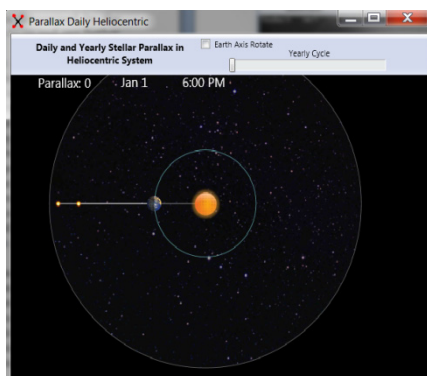 Parallax Daily Heliocentric
Daily and Yearly Stellar Parallax in
Heliocentric System
Earth Axis Rotate
Yearly Cycle
Parallax: 0 Jan 1 6:00 PM